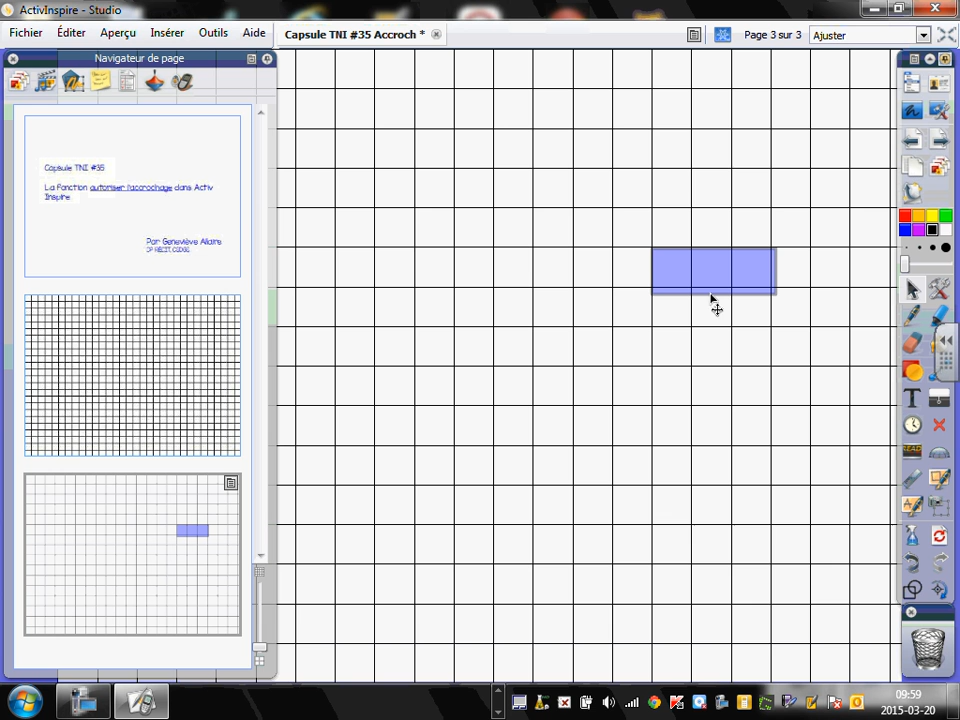 ActivInspire - Studio
Fichier Éditer Aperçu Insérer Outils Aide
Capsule TNI #35 Accroch *
Page 3 sur 3
Ajuster
Navigateur de page
Capsule TNI #35
La Fonction autoriser l'accrochage dans Activ
Inspire
Par Geneviève Allaire
09:59
2015-03-20